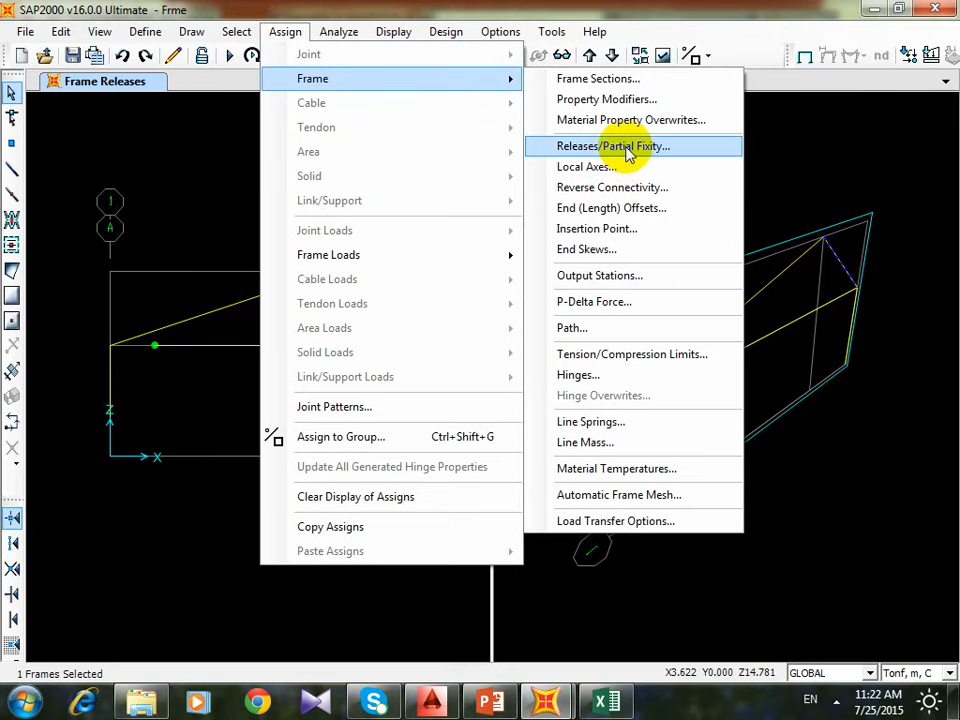 SAP2000 v16.0.0 Ultimate - Frme
File
Edit
View
Define
Draw
Select
Assign
Analyze
Display
Design
Options
Tools
Help
Frame Releases
Joint
Frame
Cable
Tendon
Area
Solid
Link/Support
Joint Loads
Frame Loads
Cable Loads
Tendon Loads
Area Loads
Solid Loads
Link/Support Loads
Joint Patterns...
Assign to Group... Ctrl+Shift+G
Update All Generated Hinge Properties
Clear Display of Assigns
Copy Assigns
Paste Assigns
Frame Sections...
Property Modifiers...
Material Property Overwrites...
Releases/Partial Fixity...
Local Axes...
Reverse Connectivity...
End (Length) Offsets...
Insertion Point...
End Skews...
Output Stations...
P-Delta Force...
Path...
Tension/Compression Limits...
Hinges...
Hinge Overwrites...
Line Springs...
Line Mass...
Material Temperatures...
Automatic Frame Mesh...
Load Transfer Options...
1
A
Z
X
1 Frames Selected
X3.622 Y0.000 Z14.781
GLOBAL
Tonf, m, C
EN
11:22 AM
7/25/2015